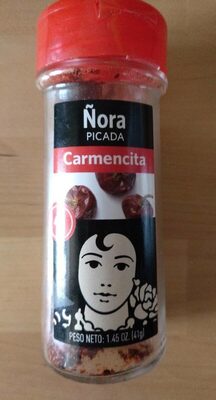 Ñora
PICADA
Carmencita
PESO NETO: 1.45 OZ. (41g)